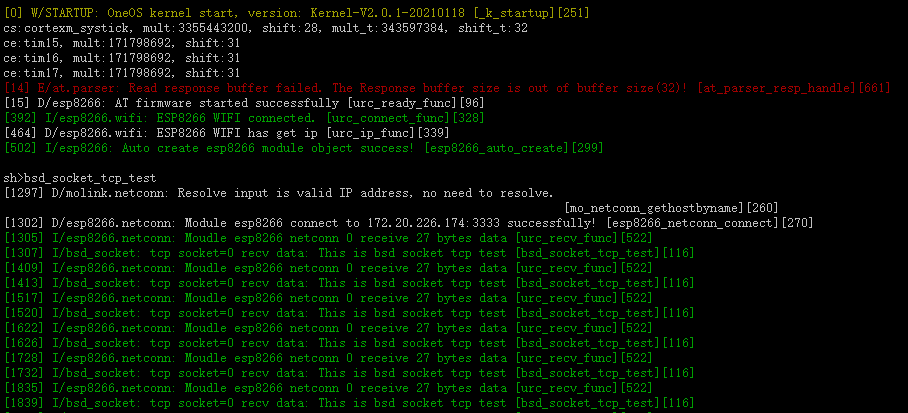 [0] W/STARTUP: OneOS kernel start, version: Kernel-V2.0.1-20210118 [_k_startup][251]
cs:cortexm_systick, mult:3355443200, shift:28, mult_t:343597384, shift_t:32
ce:tim15, mult:171798692, shift:31
ce:tim16, mult:171798692, shift:31
ce:tim17, mult:171798692, shift:31
[14] E/at.parser: Read response buffer failed. The Response buffer size is out of buffer size(32)! [at_parser_resp_handle][661]
[15] D/esp8266: AT firmware started successfully [urc_ready_func][96]
[392] I/esp8266.wifi: ESP8266 WIFI connected. [urc_connect_func][328]
[464] D/esp8266.wifi: ESP8266 WIFI has get ip [urc_ip_func][339]
[502] I/esp8266: Auto create esp8266 module object success! [esp8266_auto_create][299]
sh>bsd_socket_tcp_test
[1297] D/molink.netconn: Resolve input is valid IP address, no need to resolve.
[mo_netconn_gethostbyname][260]
[1302] D/esp8266.netconn: Module esp8266 connect to 172.20.226.174:3333 successfully! [esp8266_netconn_connect][270]
[1305] I/esp8266.netconn: Moudle esp8266 netconn 0 receive 27 bytes data [urc_recv_func][522]
[1307] I/bsd_socket: tcp socket=0 recv data: This is bsd socket tcp test [bsd_socket_tcp_test][116]
[1409] I/esp8266.netconn: Moudle esp8266 netconn 0 receive 27 bytes data [urc_recv_func][522]
[1413] I/bsd_socket: tcp socket=0 recv data: This is bsd socket tcp test [bsd_socket_tcp_test][116]
[1517] I/esp8266.netconn: Moudle esp8266 netconn 0 receive 27 bytes data [urc_recv_func][522]
[1520] I/bsd_socket: tcp socket=0 recv data: This is bsd socket tcp test [bsd_socket_tcp_test][116]
[1622] I/esp8266.netconn: Moudle esp8266 netconn 0 receive 27 bytes data [urc_recv_func][522]
[1626] I/bsd_socket: tcp socket=0 recv data: This is bsd socket tcp test [bsd_socket_tcp_test][116]
[1728] I/esp8266.netconn: Moudle esp8266 netconn 0 receive 27 bytes data [urc_recv_func][522]
[1732] I/bsd_socket: tcp socket=0 recv data: This is bsd socket tcp test [bsd_socket_tcp_test][116]
[1835] I/esp8266.netconn: Moudle esp8266 netconn 0 receive 27 bytes data [urc_recv_func][522]
[1839] I/bsd_socket: tcp socket=0 recv data: This is bsd socket tcp test [bsd_socket_tcp_test][116]